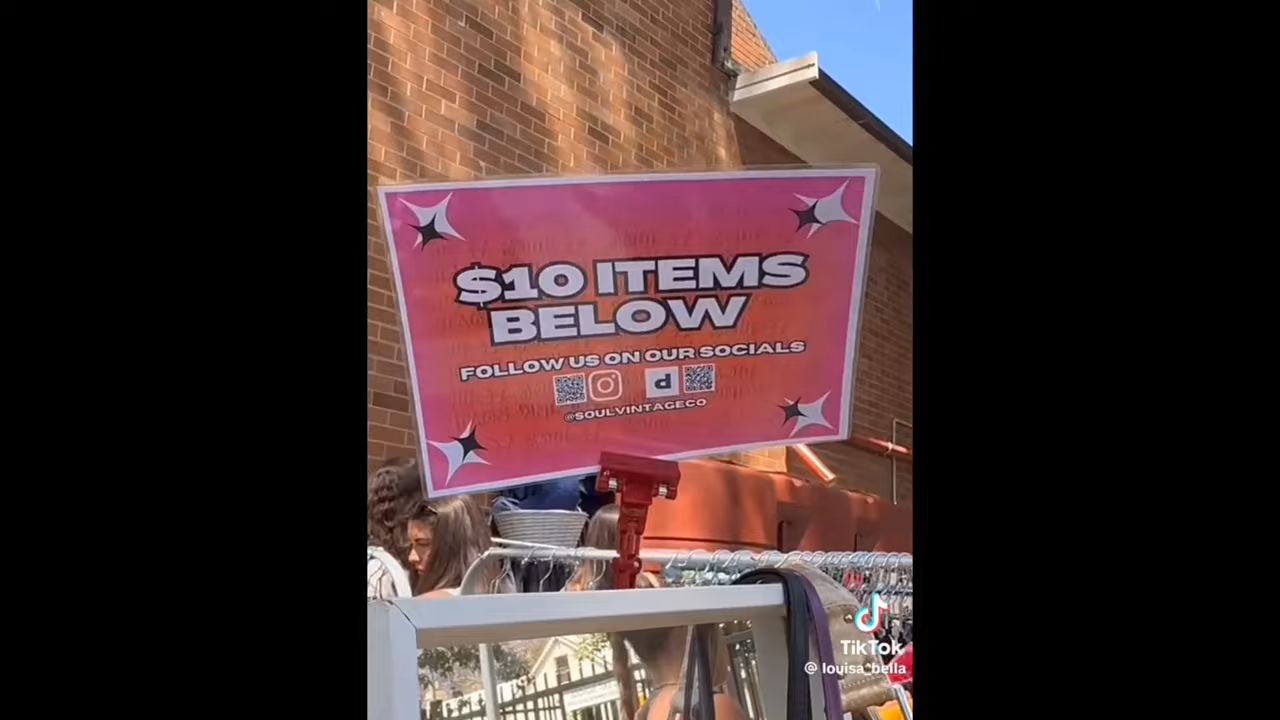 $10 ITEMS
BELOW
FOLLOW US ON OUR SOCIALS
d
@SOULVINTAGECO
TikTok
@ louisa_bella